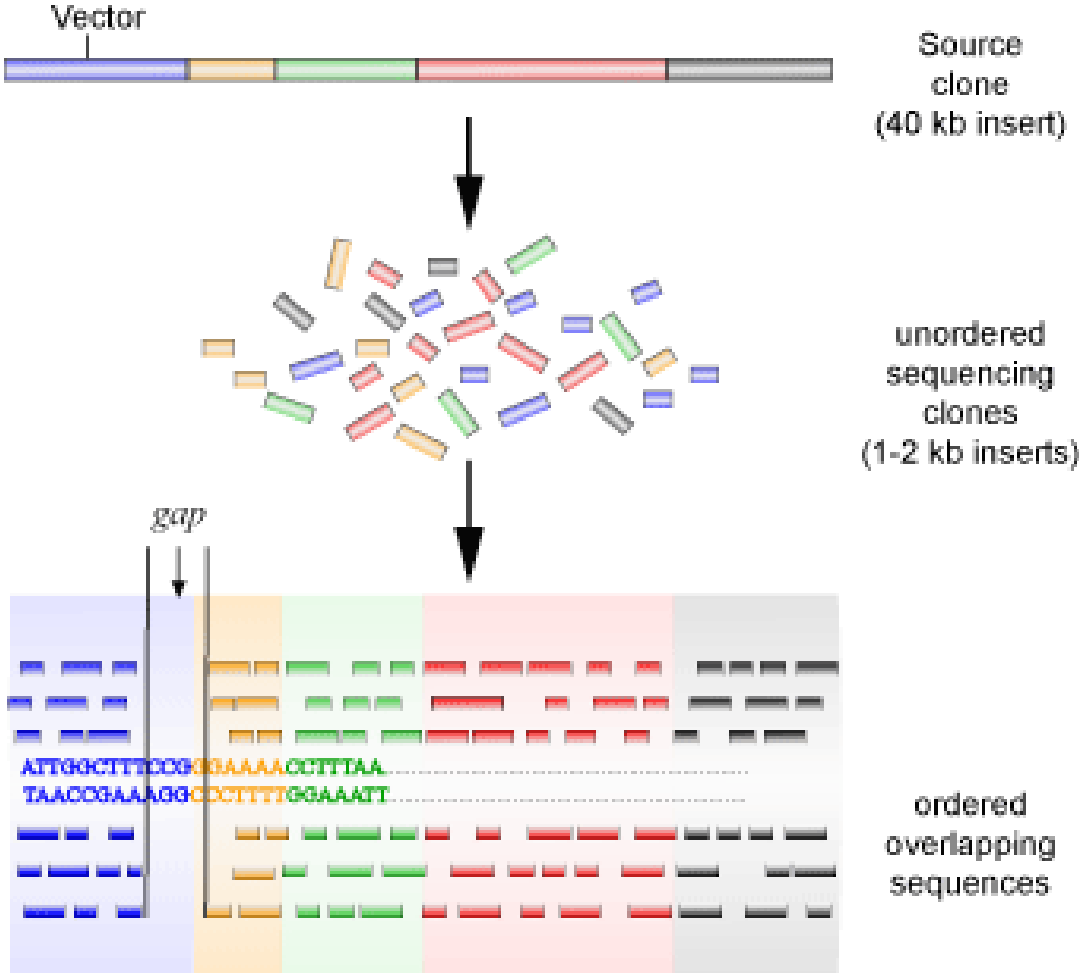 Vector
Source
clone
(40 kb insert)
unordered
sequencing
clones
(1-2 kb inserts)
gap
ATTGGCTTTCCGGGAAAACCTTTAA
TAACCGAAAGGCCCTTTTGGAAATT
ordered
overlapping
sequences